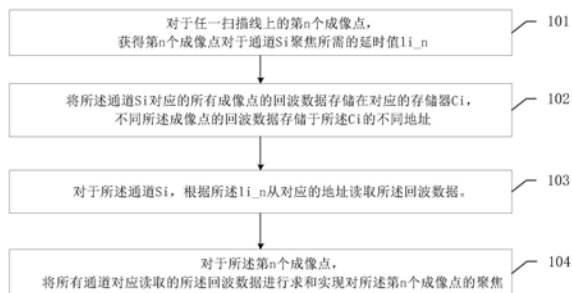 对于任一扫描线上的第n个成像点，
获得第n个成像点对于通道Si聚焦所需的延时值li_n
101
将所述通道Si对应的所有成像点的回波数据存储在对应的存储器Ci，
不同所述成像点的回波数据存储于所述Ci的不同地址
102
对于所述通道Si，根据所述li_n从对应的地址读取所述回波数据。
103
对于所述第n个成像点，
将所有通道对应读取的所述回波数据进行求和实现对所述第n个成像点的聚焦
104